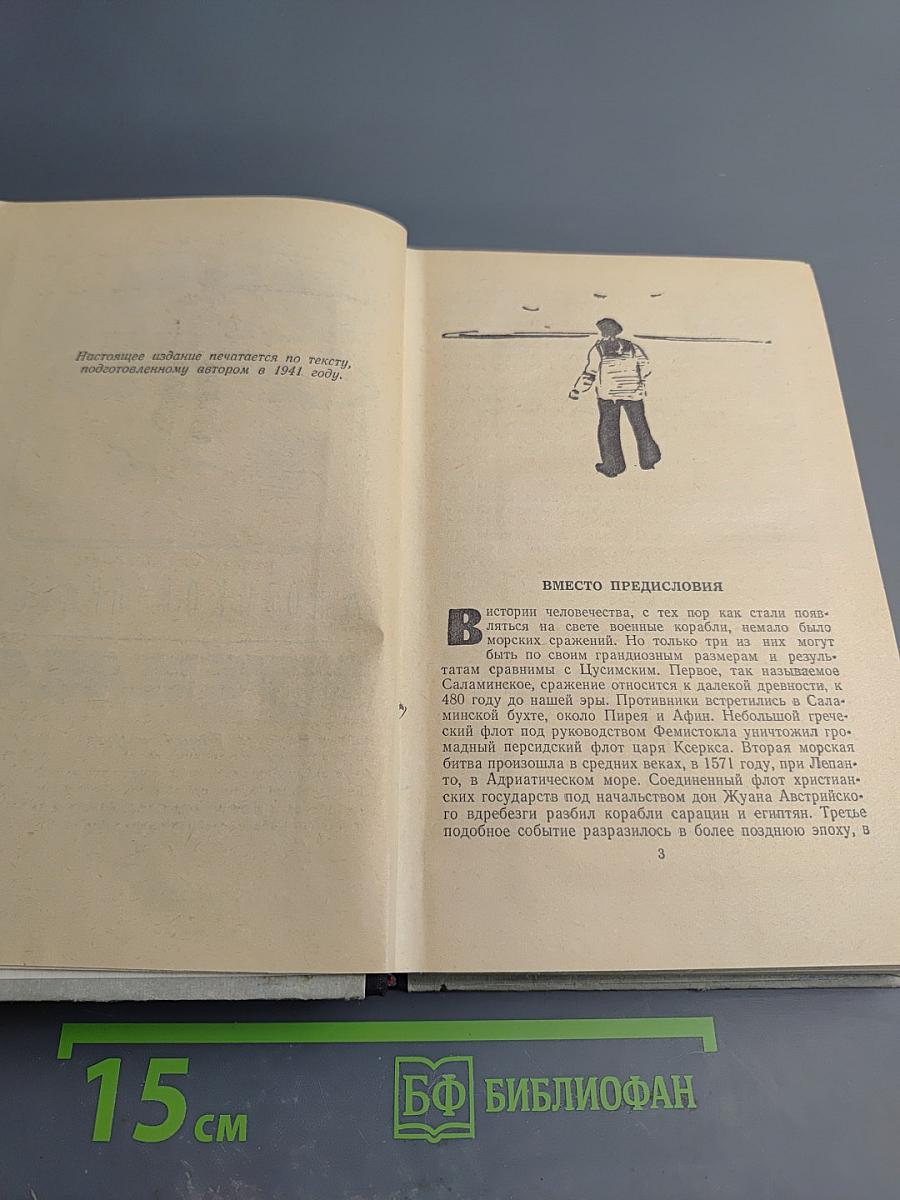 Настоящее издание печатается по тексту,
подготовленному автором в 1941 году.
ВМЕСТО ПРЕДИСЛОВИЯ
В истории человечества, с тех пор как стали появ-
ляться на свете военные корабли, немало было
морских сражений. Но только три из них могут
быть по своим грандиозным размерам и резуль-
татам сравнимы с Цусимским. Первое, так называемое
Саламинское, сражение относится к далекой древности, к
480 году до нашей эры. Противники встретились в Сала-
минской бухте, около Пирея и Афин. Небольшой грече-
ский флот под руководством Фемистокла уничтожил гро-
мадный персидский флот царя Ксеркса. Вторая морская
битва произошла в средних веках, в 1571 году, при Лепан-
то, в Адриатическом море. Соединенный флот христиан-
ских государств под начальством дон Жуана Австрийско-
го вдребезги разбил корабли сарацин и египтян. Третье
подобное событие разразилось в более позднюю эпоху, в
3
15 см
БФ БИБЛИОФАН